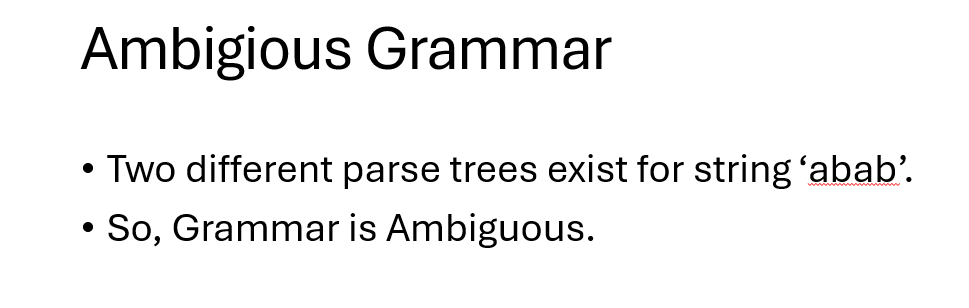 Ambigious Grammar
• Two different parse trees exist for string ‘abab’.
• So, Grammar is Ambiguous.